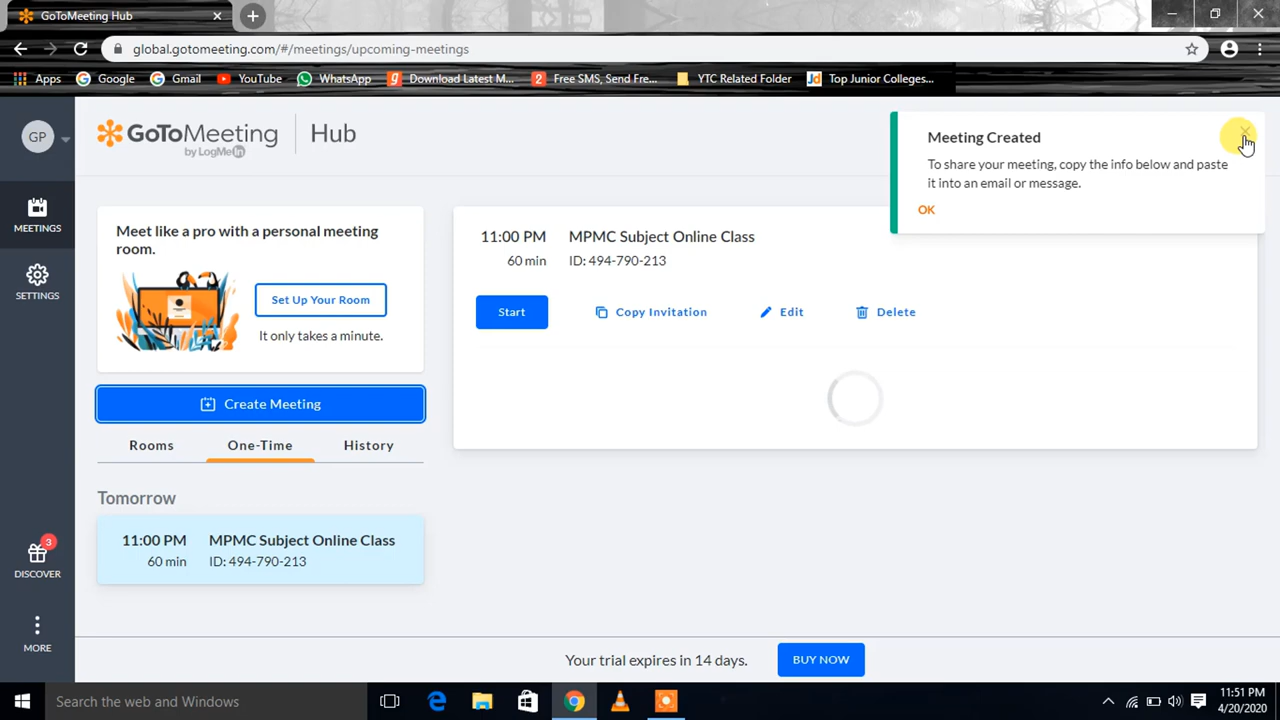 GoToMeeting Hub
global.gotomeeting.com/#/meetings/upcoming-meetings
Apps
Google
Gmail
YouTube
WhatsApp
Download Latest M...
Free SMS, Send Fre...
YTC Related Folder
Top Junior Colleges...
GP
MEETINGS
SETTINGS
DISCOVER
3
MORE
GoToMeeting
by LogMeIn
Hub
Meeting Created
To share your meeting, copy the info below and paste
it into an email or message.
OK
Meet like a pro with a personal meeting
room.
Set Up Your Room
It only takes a minute.
Create Meeting
Rooms
One-Time
History
Tomorrow
11:00 PM MPMC Subject Online Class
60 min ID: 494-790-213
11:00 PM MPMC Subject Online Class
60 min ID: 494-790-213
Start
Copy Invitation
Edit
Delete
Your trial expires in 14 days.
BUY NOW
Search the web and Windows
11:51 PM
4/20/2020